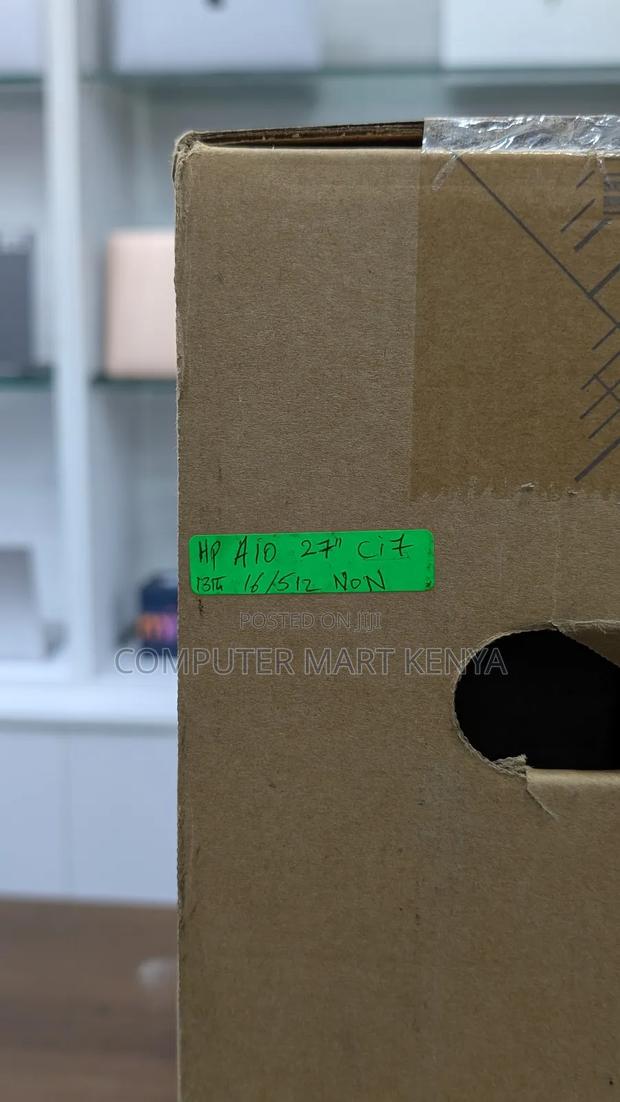 HP AiO 27" Ci7
13Th 16/512 NON
POSTED ON JIJI
COMPUTER MART KENYA